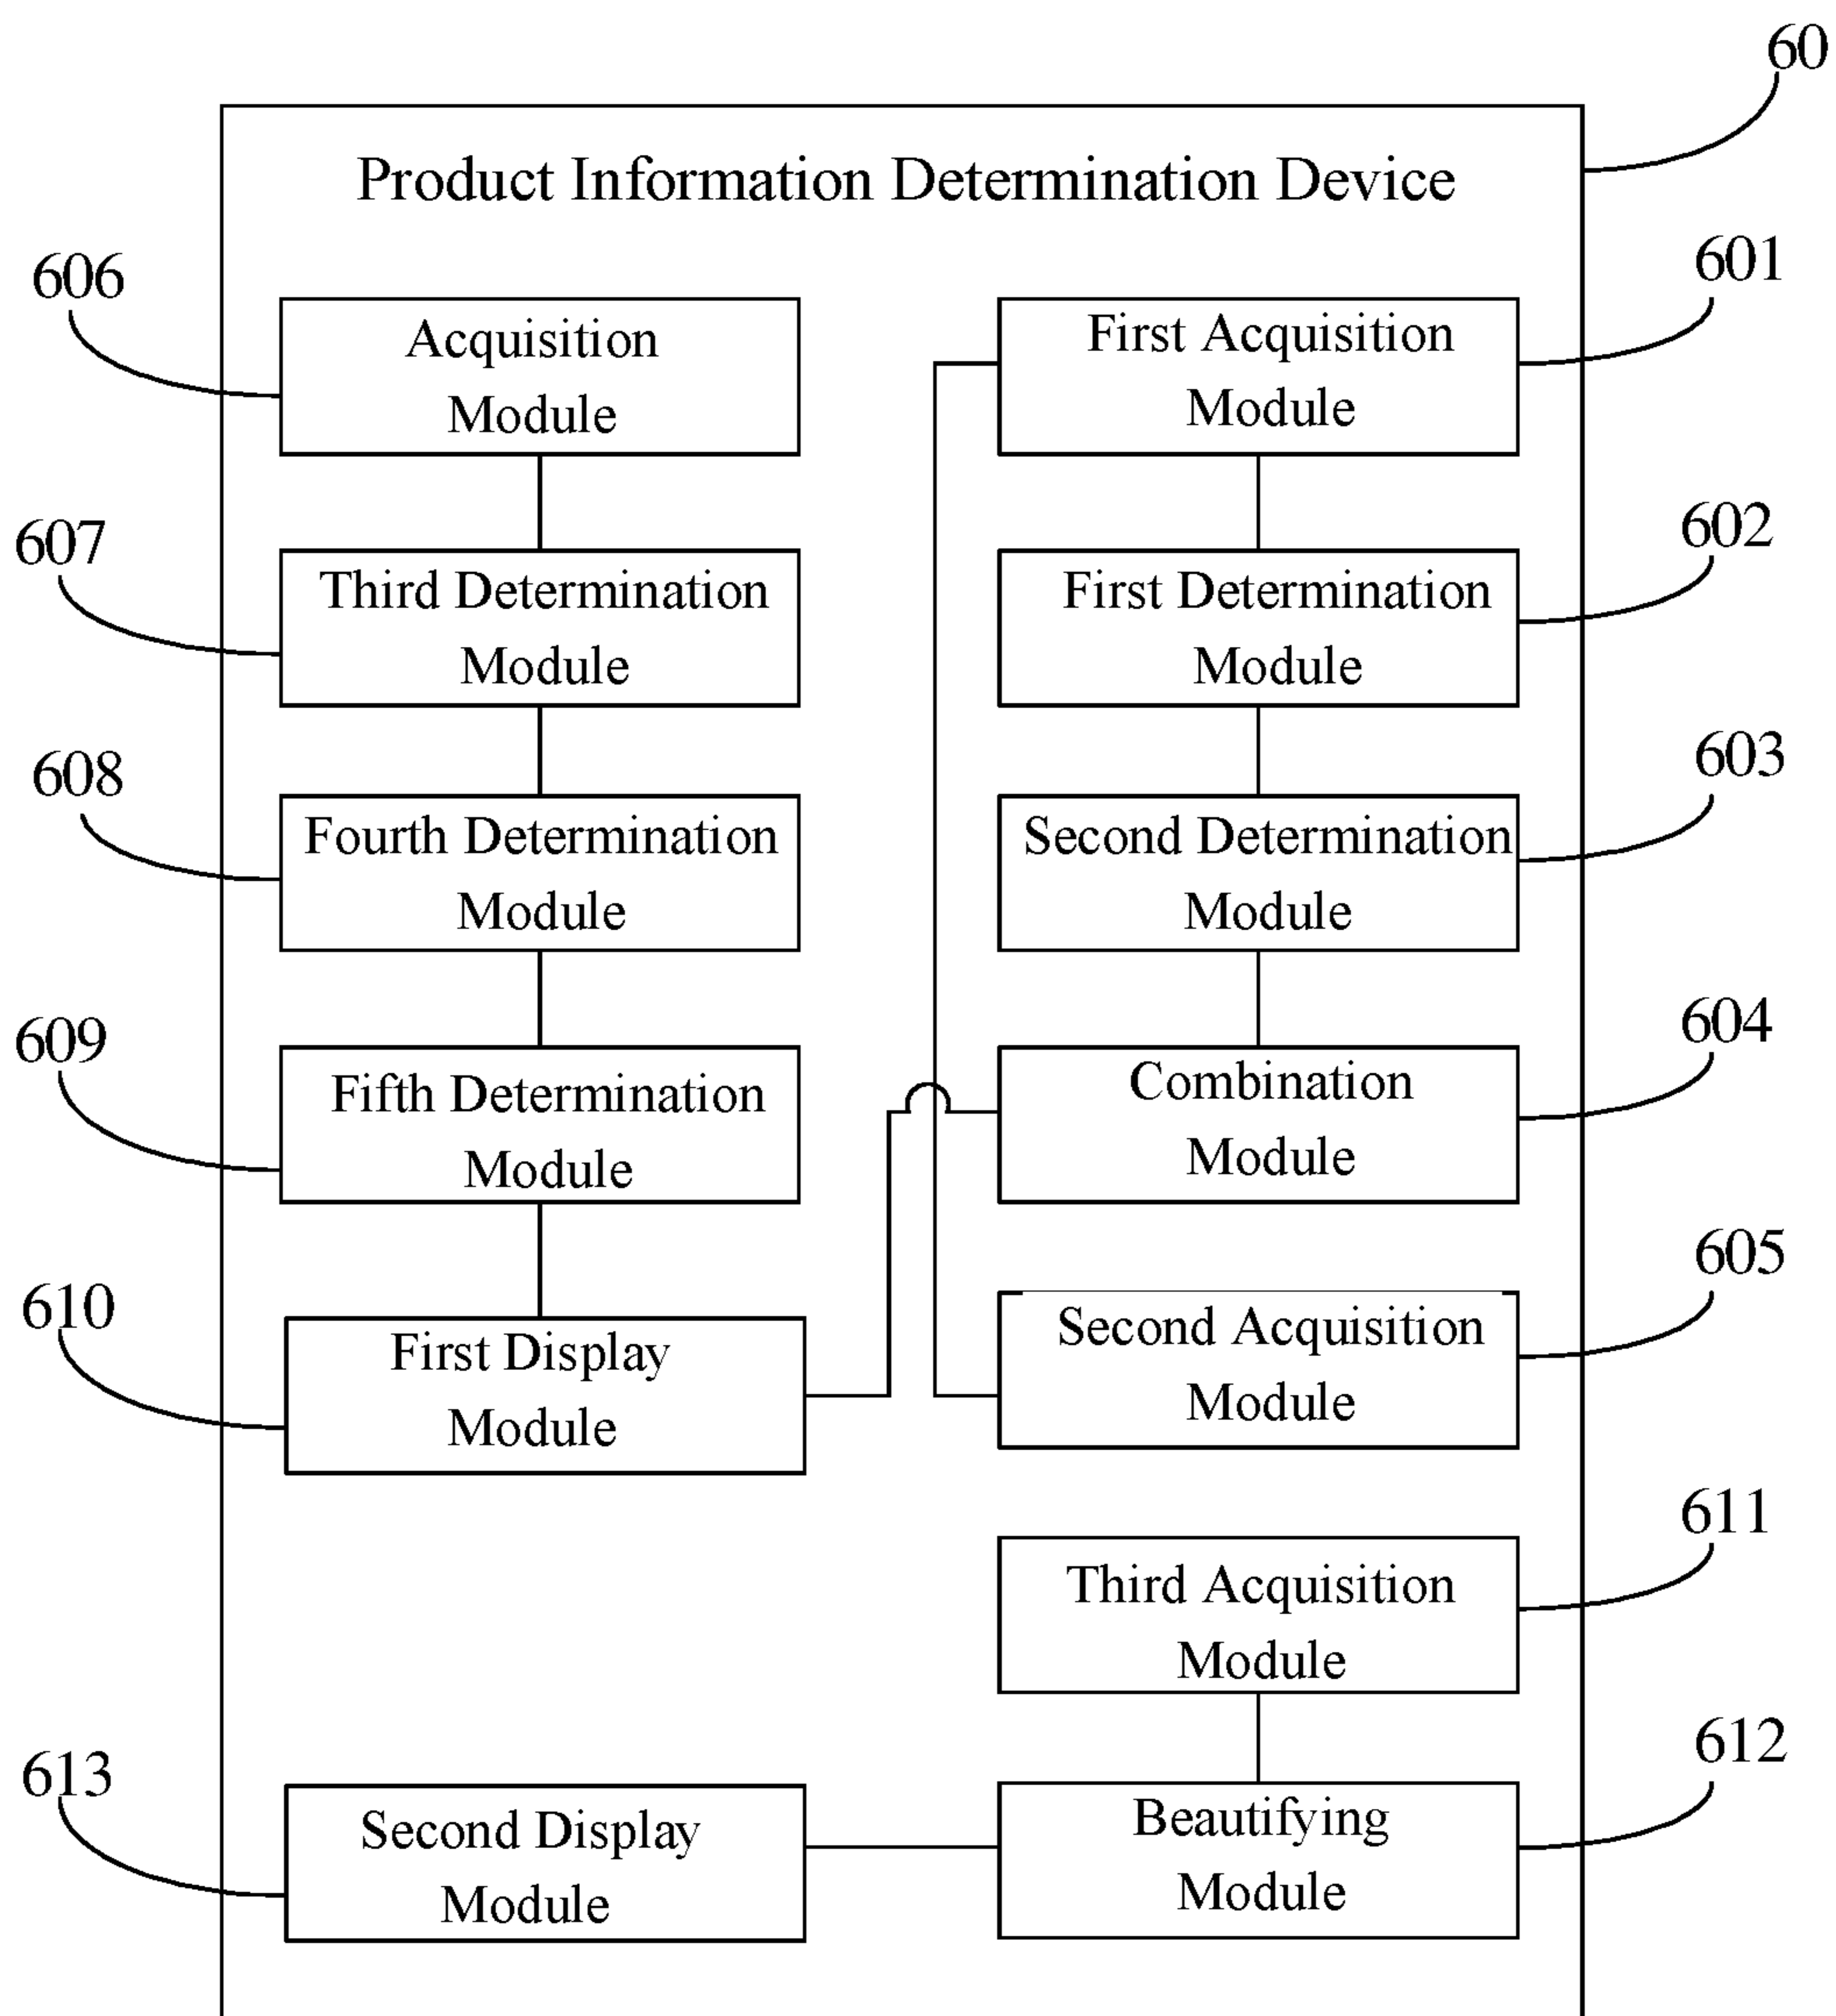 60
Product Information Determination Device
606
Acquisition
Module
601
First Acquisition
Module
607
Third Determination
Module
602
First Determination
Module
608
Fourth Determination
Module
603
Second Determination
Module
609
Fifth Determination
Module
604
Combination
Module
610
First Display
Module
605
Second Acquisition
Module
611
Third Acquisition
Module
613
Second Display
Module
612
Beautifying
Module